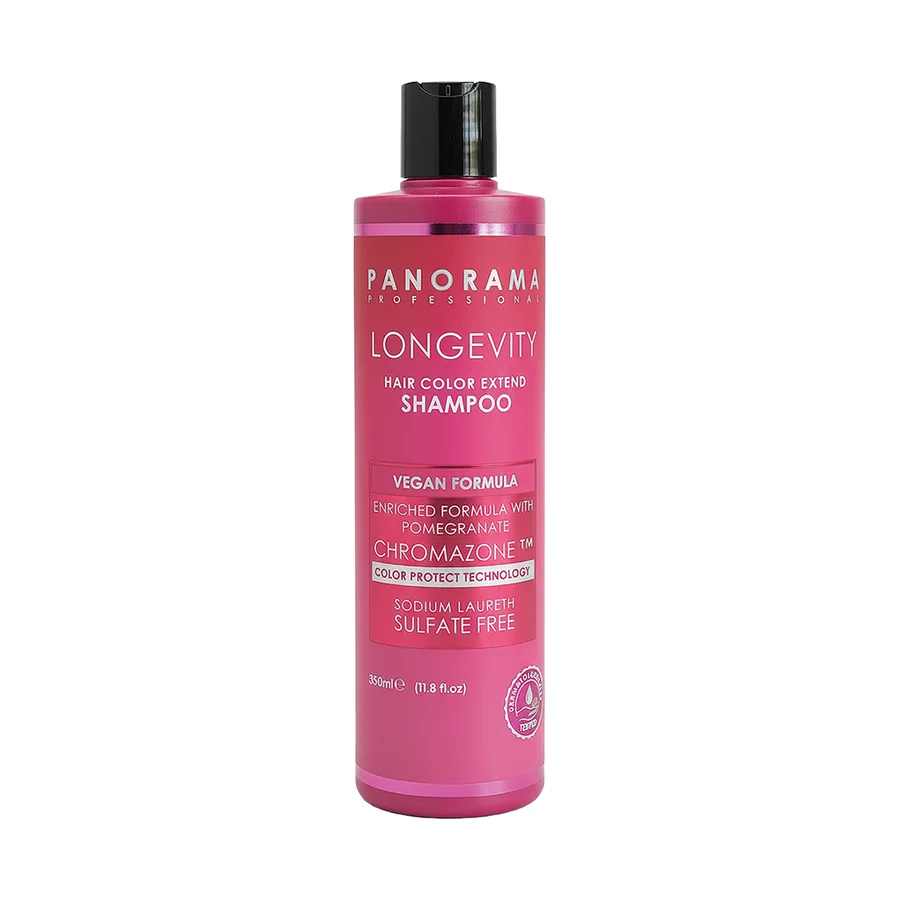 PANORAMA
PROFESSIONAL
LONGEVITY
HAIR COLOR EXTEND
SHAMPOO
VEGAN FORMULA
ENRICHED FORMULA WITH
POMEGRANATE
CHROMAZONE ™
COLOR PROTECT TECHNOLOGY
SODIUM LAURETH
SULFATE FREE
350ml℮ (11.8 fl.oz)
TESTED